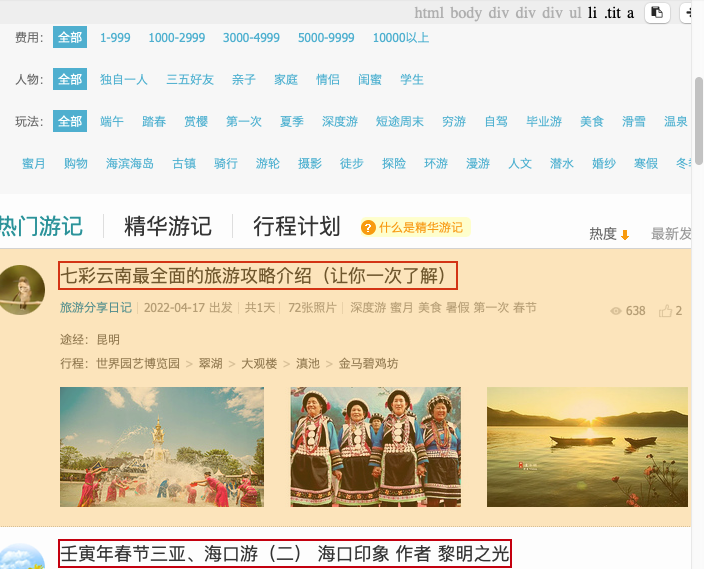 html body div div div ul li .tit a
费用： 全部 1-999 1000-2999 3000-4999 5000-9999 10000以上
人物： 全部 独自一人 三五好友 亲子 家庭 情侣 闺蜜 学生
玩法： 全部 端午 踏春 赏樱 第一次 夏季 深度游 短途周末 穷游 自驾 毕业游 美食 滑雪 温泉
蜜月 购物 海滨海岛 古镇 骑行 游轮 摄影 徒步 探险 环游 漫游 人文 潜水 婚纱 寒假 冬
热门游记 精华游记 行程计划 ? 什么是精华游记 热度 最新发
七彩云南最全面的旅游攻略介绍（让你一次了解）
旅游分享日记 2022-04-17 出发 共1天 72张照片 深度游 蜜月 美食 暑假 第一次 春节 638 2
途经： 昆明
行程： 世界园艺博览园 > 翠湖 > 大观楼 > 滇池 > 金马碧鸡坊
壬寅年春节三亚、海口游（二） 海口印象 作者 黎明之光